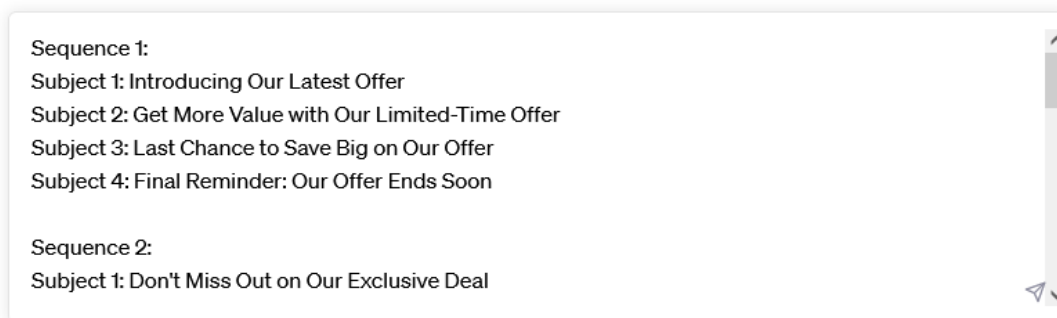 Sequence 1:
Subject 1: Introducing Our Latest Offer
Subject 2: Get More Value with Our Limited-Time Offer
Subject 3: Last Chance to Save Big on Our Offer
Subject 4: Final Reminder: Our Offer Ends Soon
Sequence 2:
Subject 1: Don't Miss Out on Our Exclusive Deal